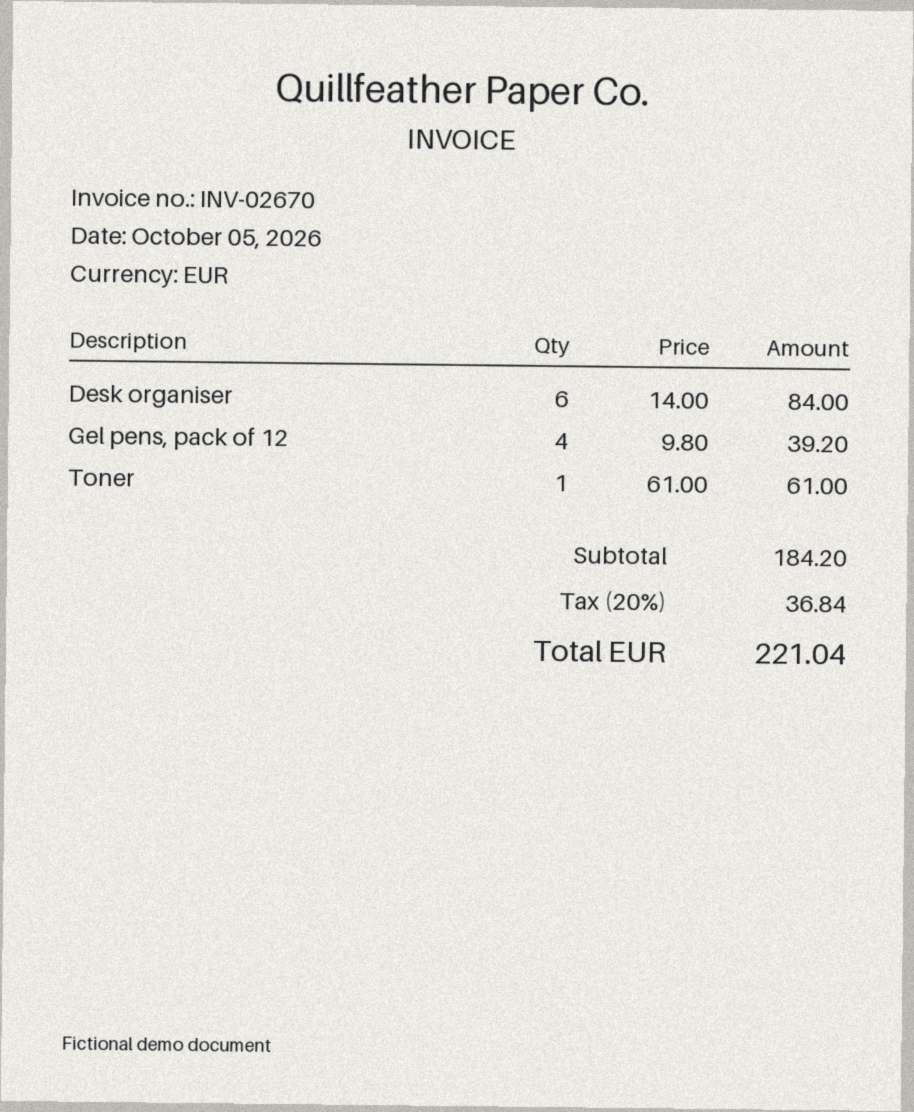 Quillfeather Paper Co.
INVOICE
Invoice no.: INV-02670
Date: October 05, 2026
Currency: EUR
Description Qty Price Amount
Desk organiser 6 14.00 84.00
Gel pens, pack of 12 4 9.80 39.20
Toner 1 61.00 61.00
Subtotal 184.20
Tax (20%) 36.84
Total EUR 221.04
Fictional demo document